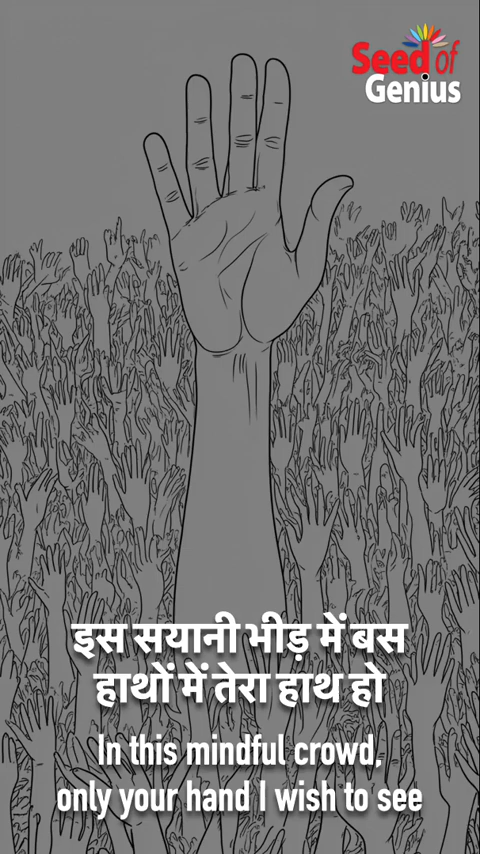 Seed of
Genius
इस सयानी भीड़ में बस
हाथों में तेरा हाथ हो
In this mindful crowd,
only your hand I wish to see